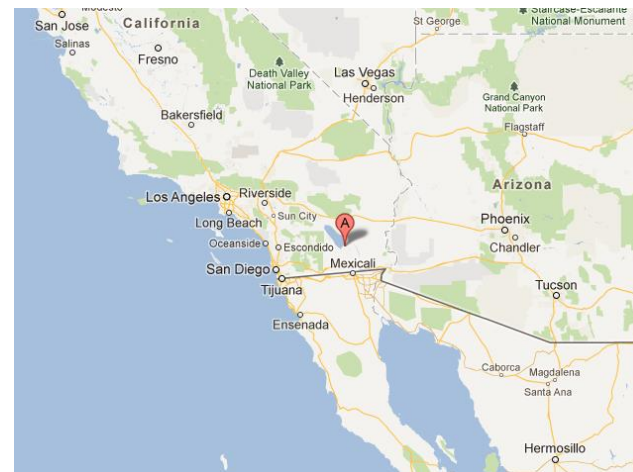 Modesto
San Jose
Salinas
California
Fresno
St George
Staircase-Escalante
National Monument
Death Valley
National Park
Las Vegas
Henderson
Grand Canyon
National Park
Bakersfield
Flagstaff
Arizona
Los Angeles
Riverside
Long Beach
Sun City
Oceanside
Escondido
A
Phoenix
Chandler
San Diego
Mexicali
Tijuana
Tucson
Ensenada
Caborca
Magdalena
Santa Ana
Hermosillo